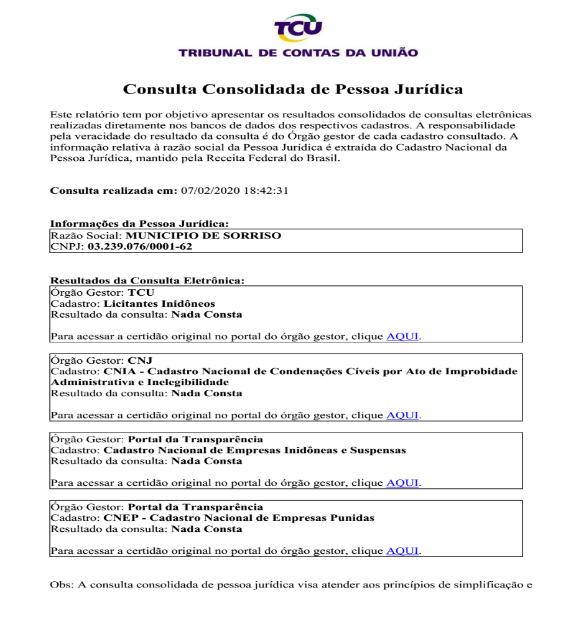 TCU
TRIBUNAL DE CONTAS DA UNIÃO
Consulta Consolidada de Pessoa Jurídica
Este relatório tem por objetivo apresentar os resultados consolidados de consultas eletrônicas
realizadas diretamente nos bancos de dados dos respectivos cadastros. A responsabilidade
pela veracidade do resultado da consulta é do Órgão gestor de cada cadastro consultado. A
informação relativa à razão social da Pessoa Jurídica é extraída do Cadastro Nacional da
Pessoa Jurídica, mantido pela Receita Federal do Brasil.
Consulta realizada em: 07/02/2020 18:42:31
Informações da Pessoa Jurídica:
Razão Social: MUNICIPIO DE SORRISO
CNPJ: 03.239.076/0001-62
Resultados da Consulta Eletrônica:
Órgão Gestor: TCU
Cadastro: Licitantes Inidôneos
Resultado da consulta: Nada Consta
Para acessar a certidão original no portal do órgão gestor, clique AQUI.
Órgão Gestor: CNJ
Cadastro: CNIA - Cadastro Nacional de Condenações Cíveis por Ato de Improbidade
Administrativa e Inelegibilidade
Resultado da consulta: Nada Consta
Para acessar a certidão original no portal do órgão gestor, clique AQUI.
Órgão Gestor: Portal da Transparência
Cadastro: Cadastro Nacional de Empresas Inidôneas e Suspensas
Resultado da consulta: Nada Consta
Para acessar a certidão original no portal do órgão gestor, clique AQUI.
Órgão Gestor: Portal da Transparência
Cadastro: CNEP - Cadastro Nacional de Empresas Punidas
Resultado da consulta: Nada Consta
Para acessar a certidão original no portal do órgão gestor, clique AQUI.
Obs: A consulta consolidada de pessoa jurídica visa atender aos princípios de simplificação e